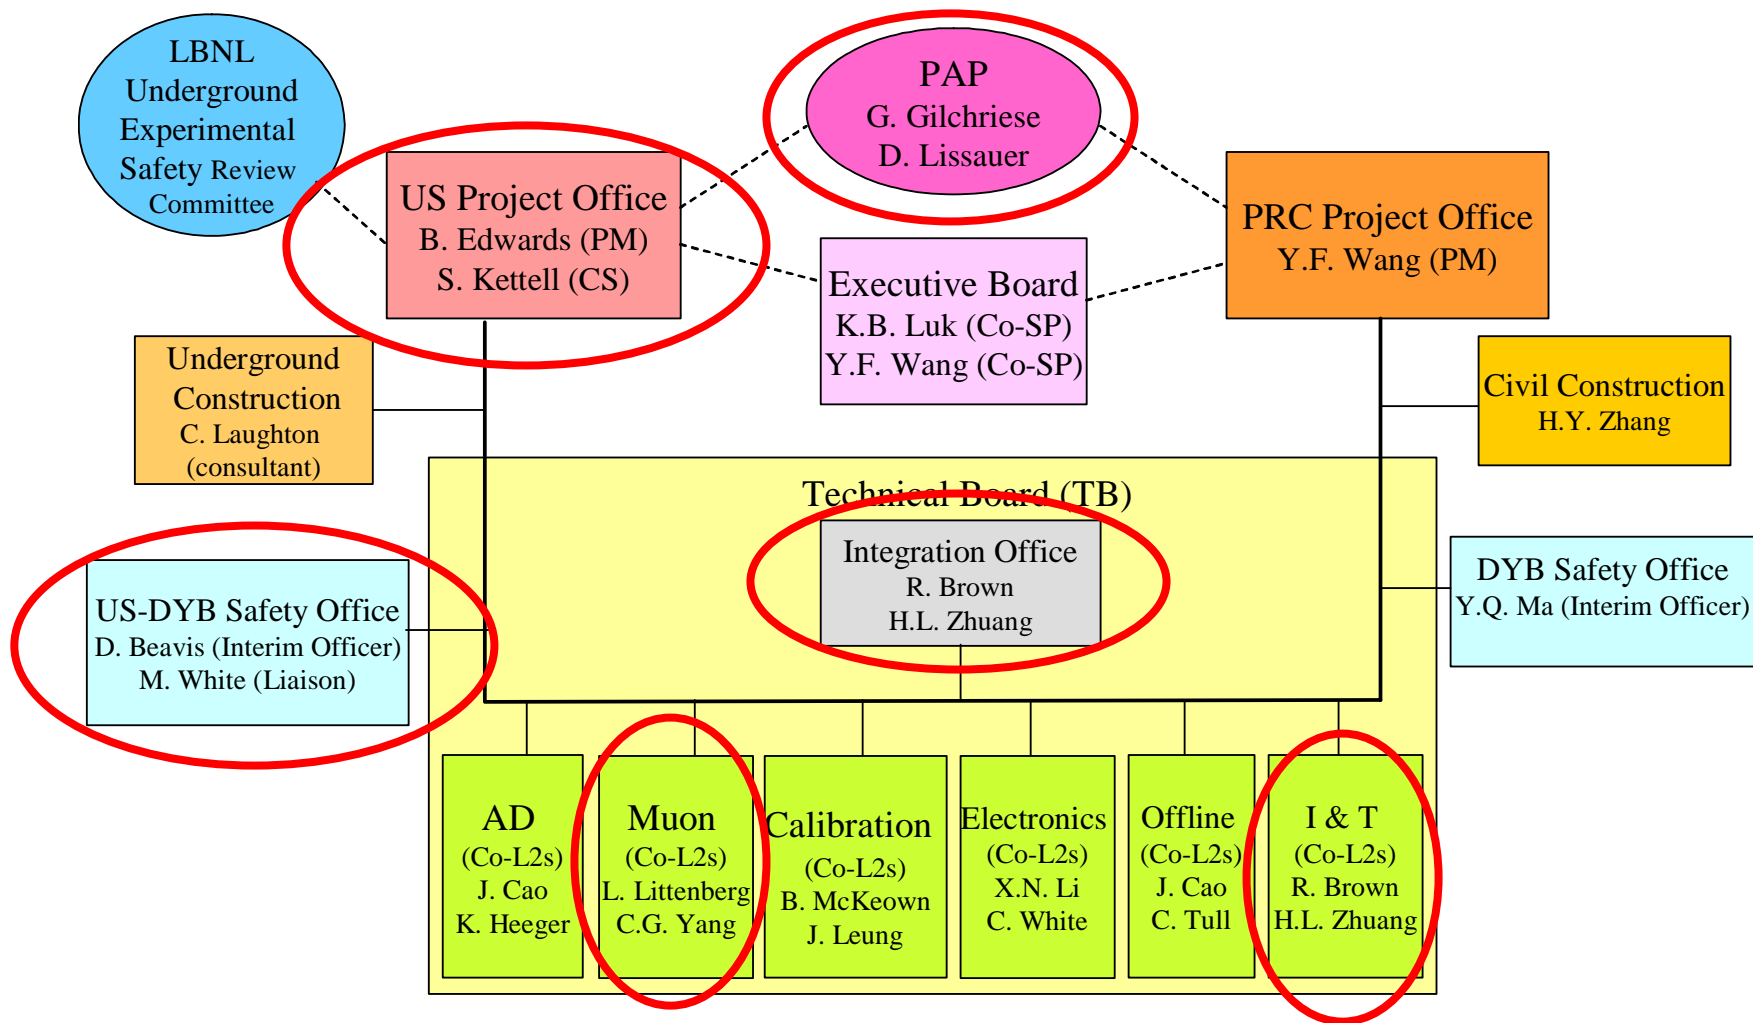 LBNL
Underground
Experimental
Safety Review
Committee
PAP
G. Gilchriese
D. Lissauer
US Project Office
B. Edwards (PM)
S. Kettell (CS)
PRC Project Office
Y.F. Wang (PM)
Executive Board
K.B. Luk (Co-SP)
Y.F. Wang (Co-SP)
Underground
Construction
C. Laughton
(consultant)
Civil Construction
H.Y. Zhang
Technical Board (TB)
Integration Office
R. Brown
H.L. Zhuang
US-DYB Safety Office
D. Beavis (Interim Officer)
M. White (Liaison)
DYB Safety Office
Y.Q. Ma (Interim Officer)
AD
(Co-L2s)
J. Cao
K. Heeger
Muon
(Co-L2s)
L. Littenberg
C.G. Yang
Calibration
(Co-L2s)
B. McKeown
J. Leung
Electronics
(Co-L2s)
X.N. Li
C. White
Offline
(Co-L2s)
J. Cao
C. Tull
I & T
(Co-L2s)
R. Brown
H.L. Zhuang